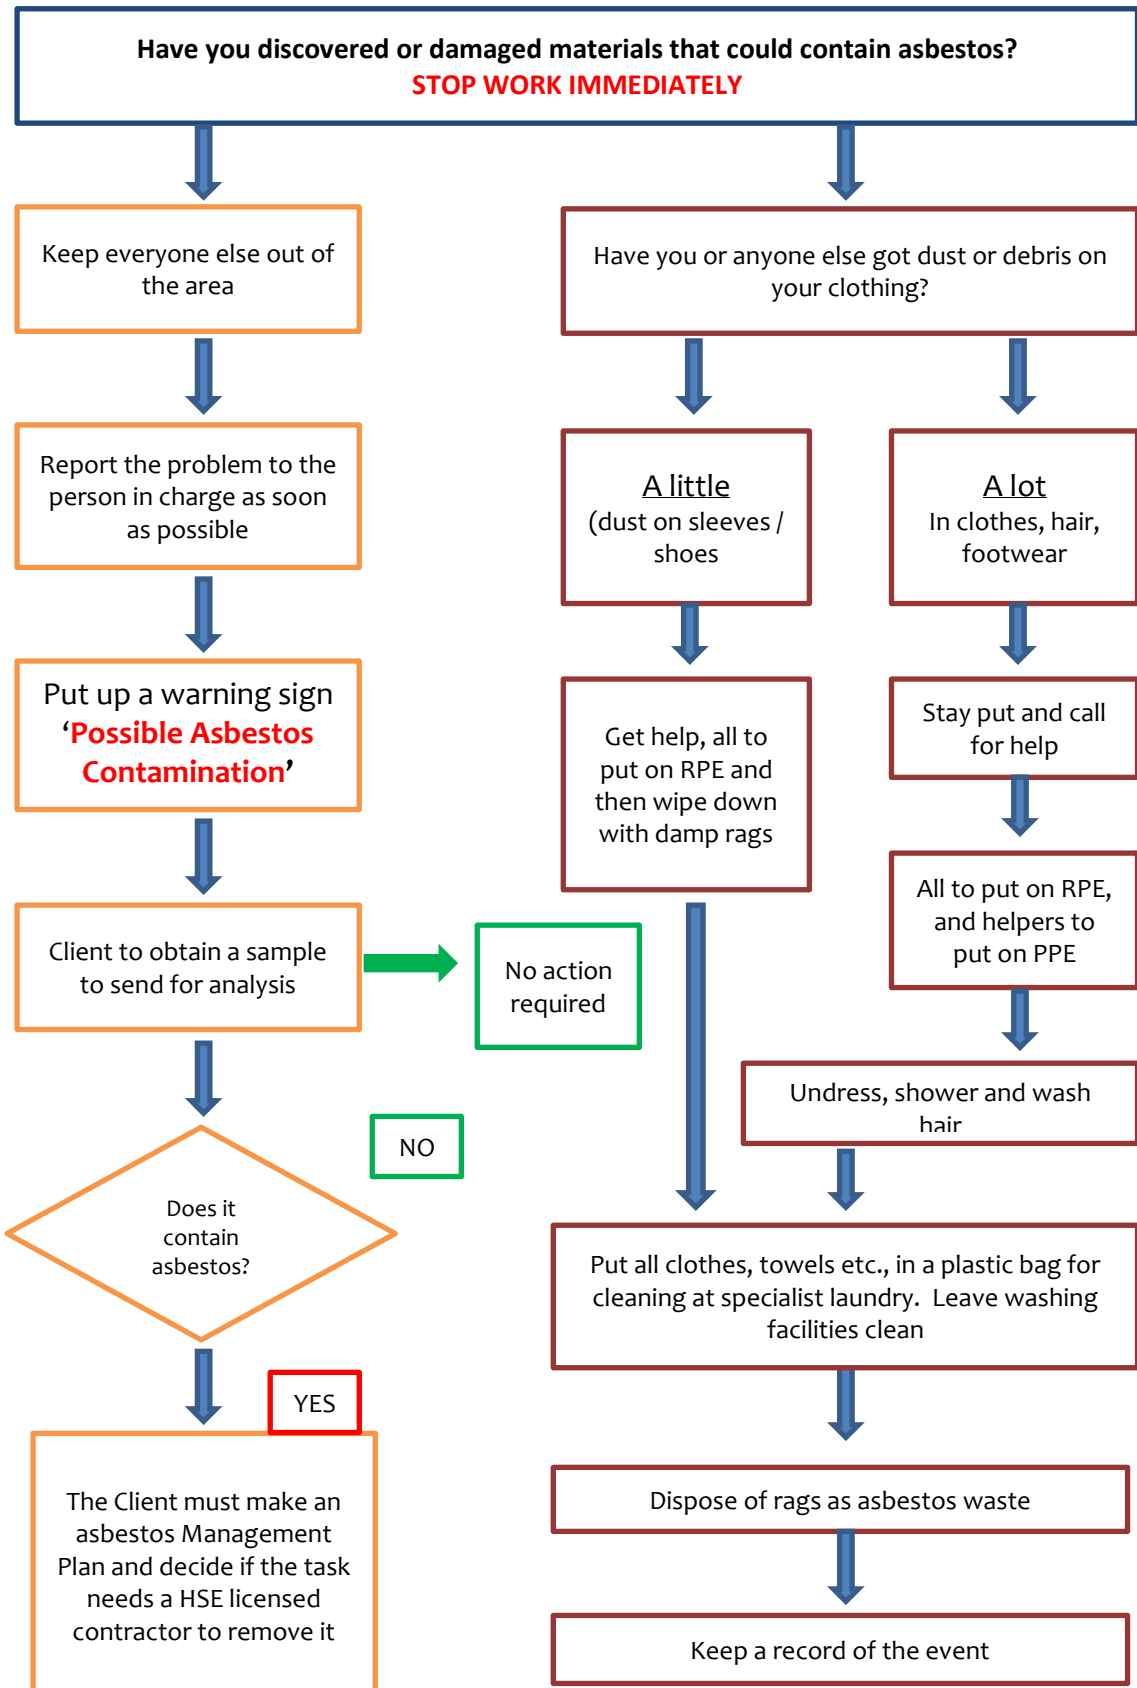 Have you discovered or damaged materials that could contain asbestos?
STOP WORK IMMEDIATELY
Keep everyone else out of
the area
Report the problem to the
person in charge as soon
as possible
Put up a warning sign
‘Possible Asbestos
Contamination’
Client to obtain a sample
to send for analysis
No action
required
NO
Does it
contain
asbestos?
YES
The Client must make an
asbestos Management
Plan and decide if the task
needs a HSE licensed
contractor to remove it
Have you or anyone else got dust or debris on
your clothing?
A little
(dust on sleeves /
shoes
Get help, all to
put on RPE and
then wipe down
with damp rags
A lot
In clothes, hair,
footwear
Stay put and call
for help
All to put on RPE,
and helpers to
put on PPE
Undress, shower and wash
hair
Put all clothes, towels etc., in a plastic bag for
cleaning at specialist laundry.  Leave washing
facilities clean
Dispose of rags as asbestos waste
Keep a record of the event